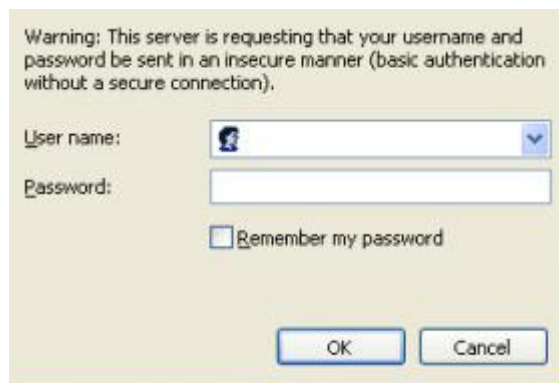 Warning: This server is requesting that your username and
password be sent in an insecure manner (basic authentication
without a secure connection).
User name:
Password:
Remember my password
OK
Cancel